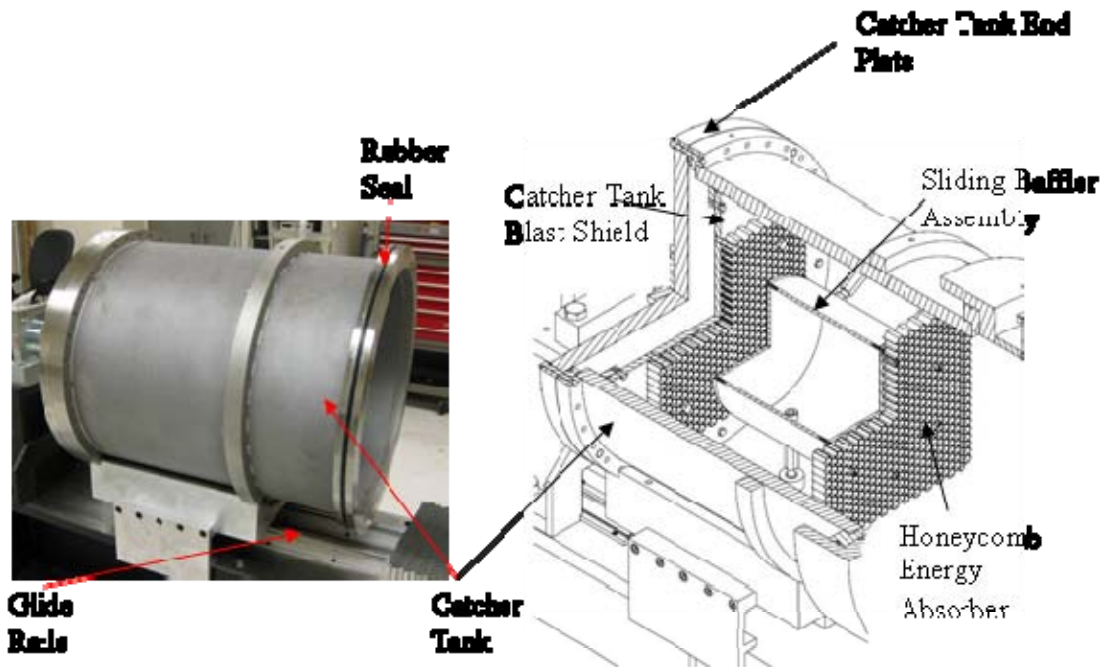 Catcher Tank End
Plate
Rubber
Seal
Catcher Tank
Blast Shield
Sliding Baffler
Assembly
Honeycomb
Energy
Absorber
Glide
Rails
Catcher
Tank